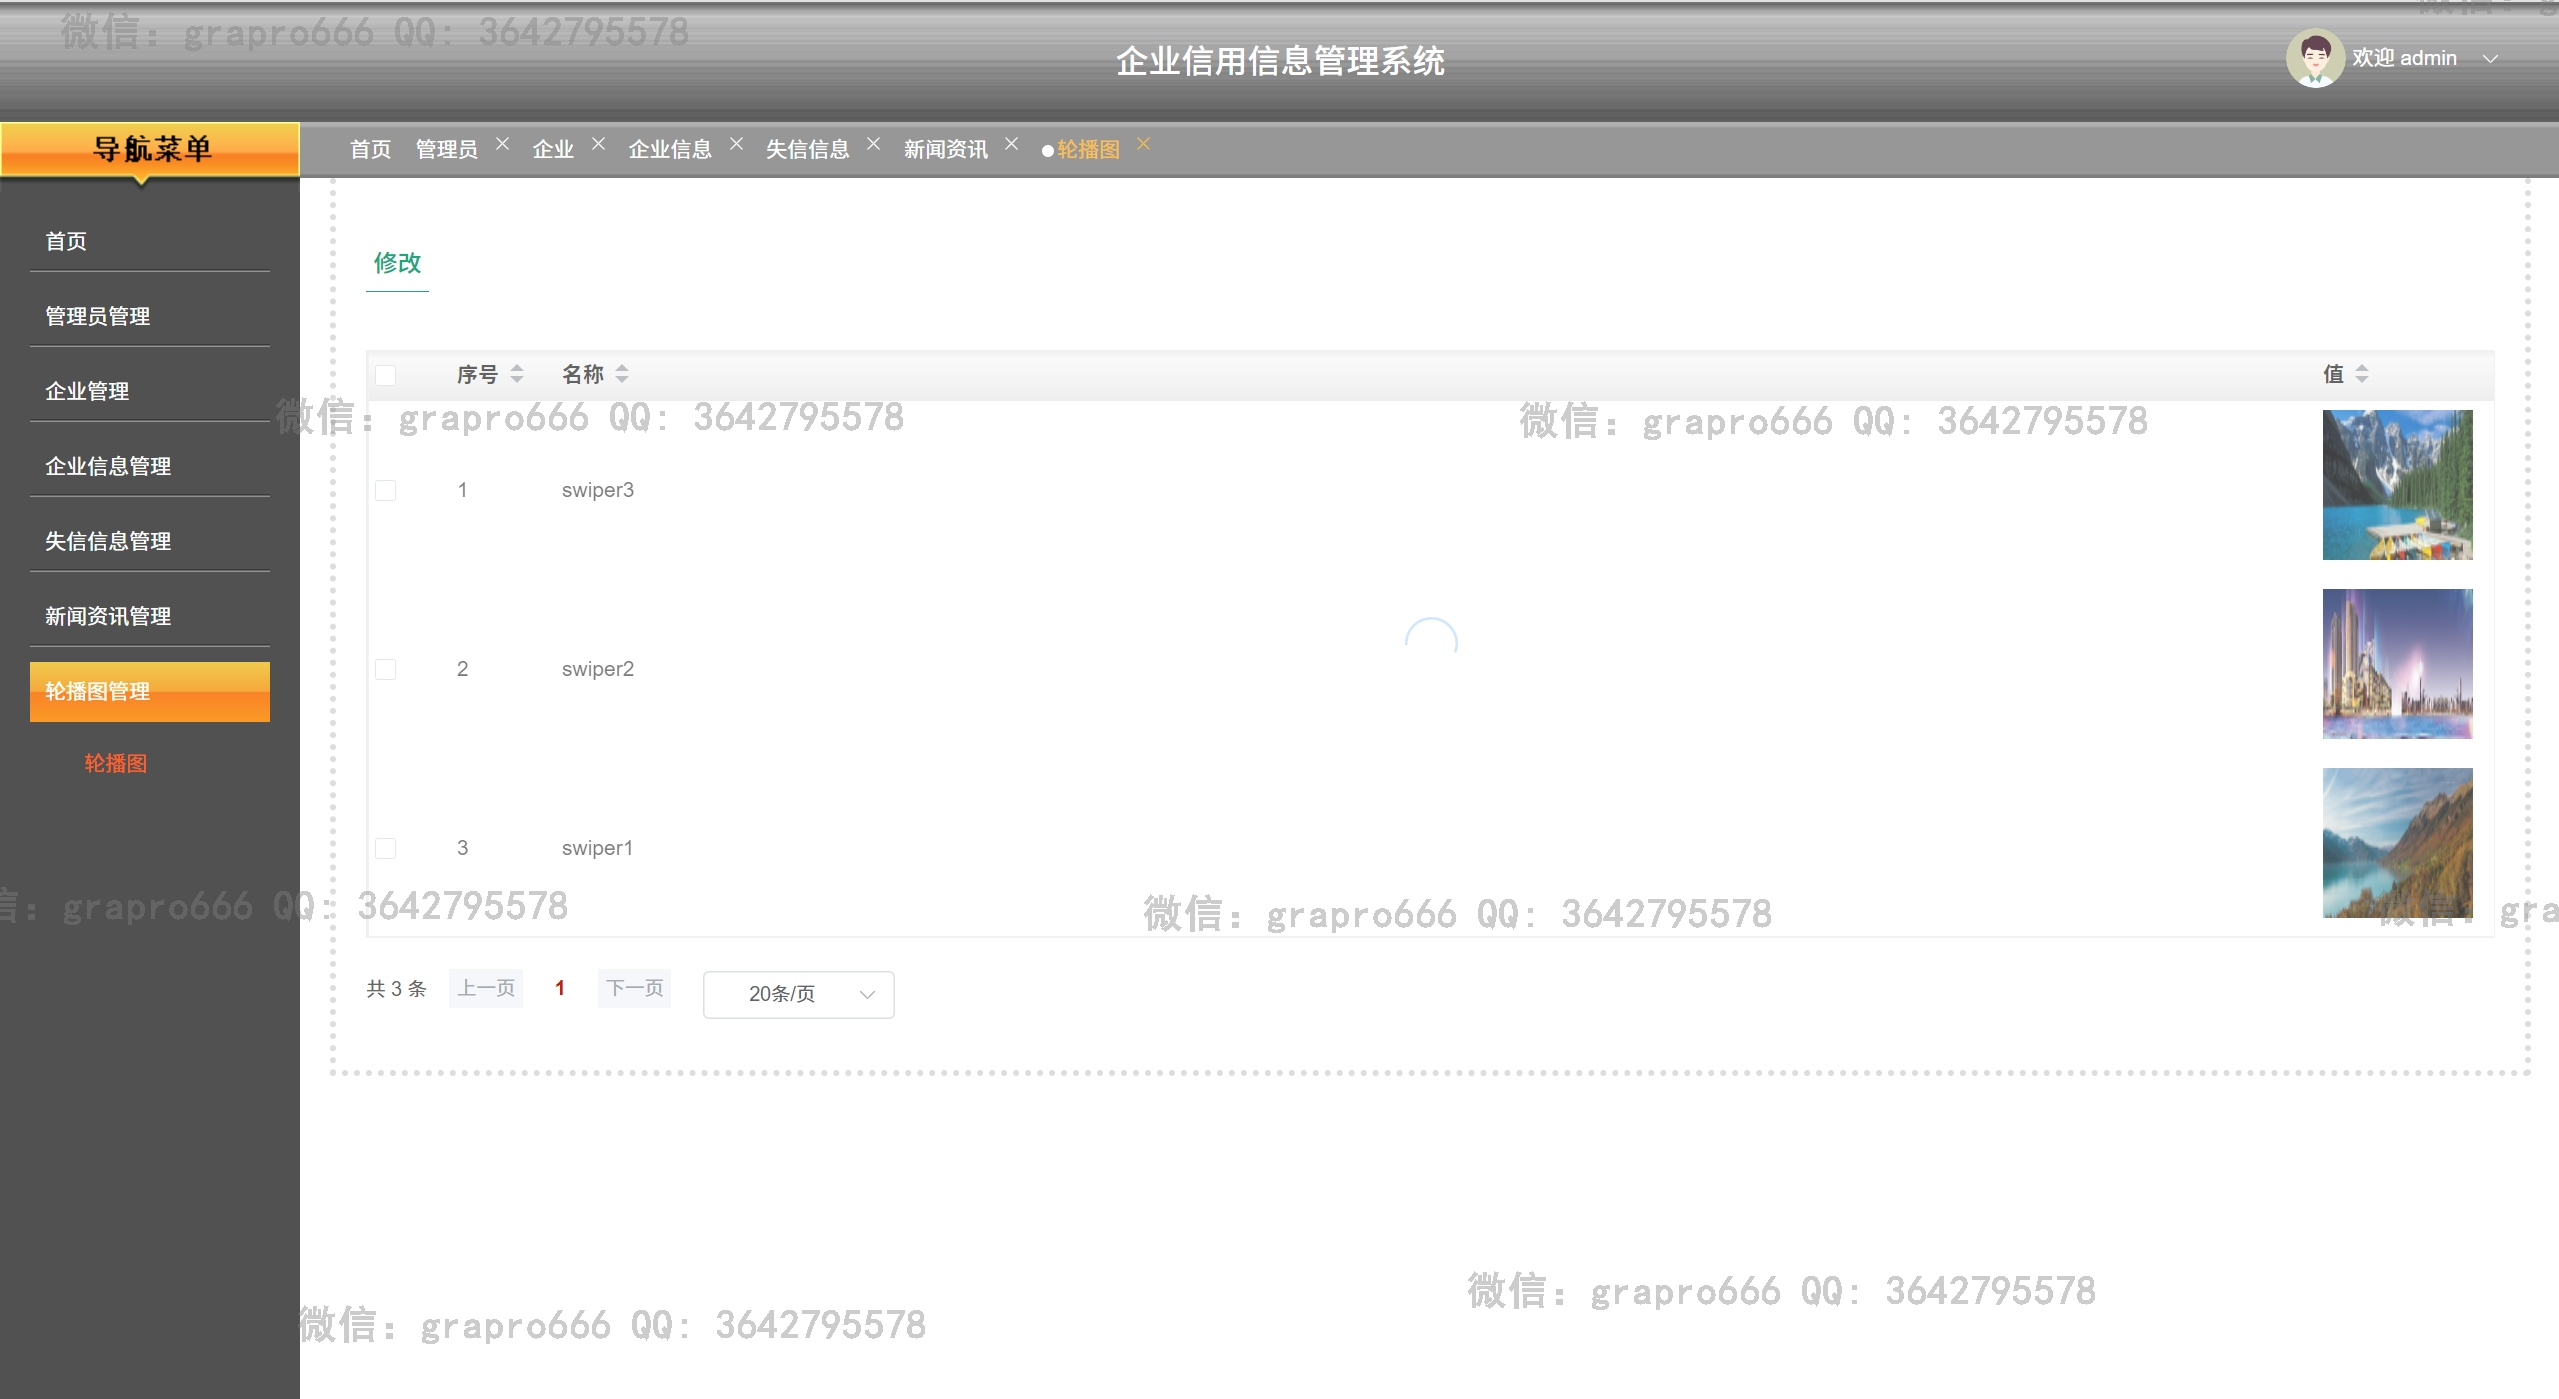 微信: grapro666 QQ: 3642795578
企业信用信息管理系统
欢迎 admin
导航菜单
首页 管理员 企业 企业信息 失信信息 新闻资讯 轮播图
首页
管理员管理
企业管理
企业信息管理
失信信息管理
新闻资讯管理
轮播图管理
轮播图
修改
序号 名称 值
微信: grapro666 QQ: 3642795578
微信: grapro666 QQ: 3642795578
1 swiper3
2 swiper2
3 swiper1
信: grapro666 QQ: 3642795578
微信: grapro666 QQ: 3642795578
微信: gra
共 3 条 上一页 1 下一页 20条/页
微信: grapro666 QQ: 3642795578
微信: grapro666 QQ: 3642795578